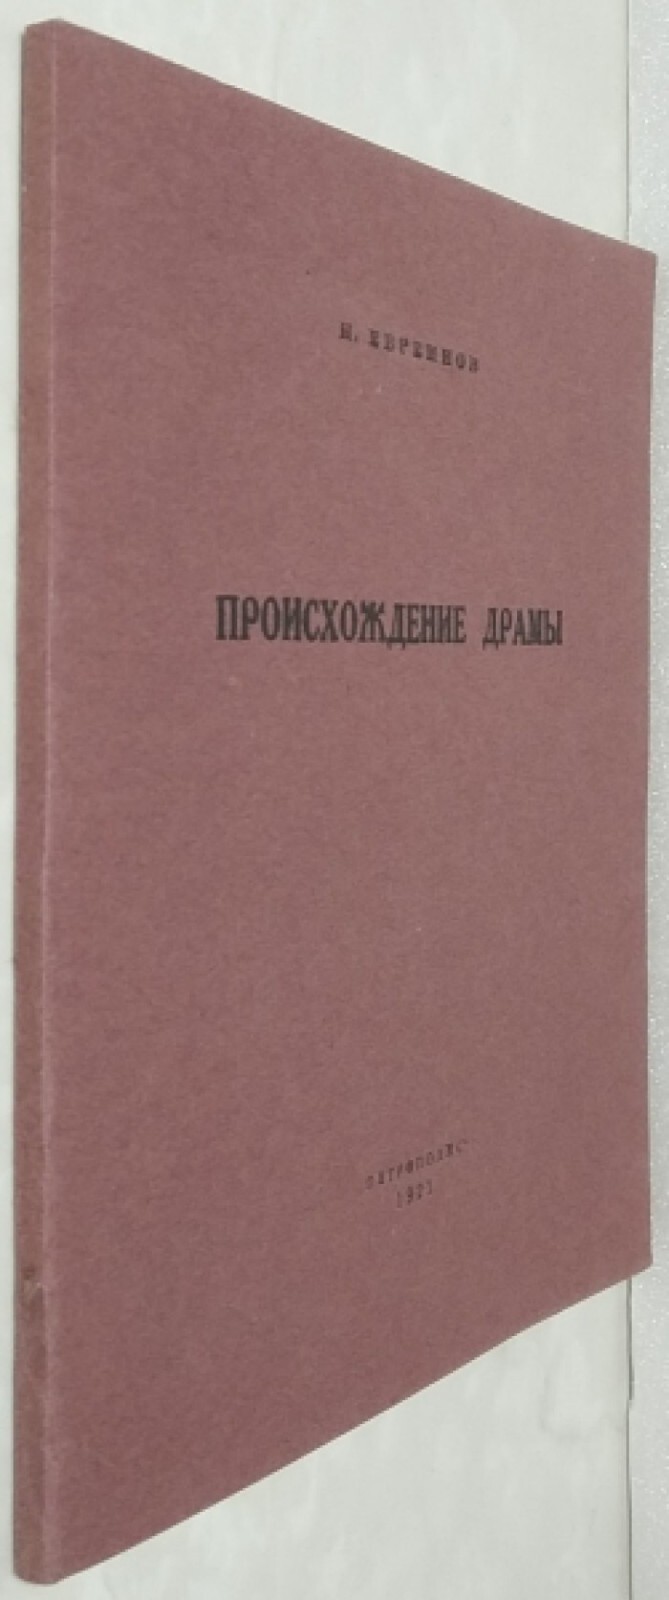 Н. ЕВРЕИНОВ
ПРОИСХОЖДЕНИЕ ДРАМЫ
ПЕТРОПОЛИС
1921